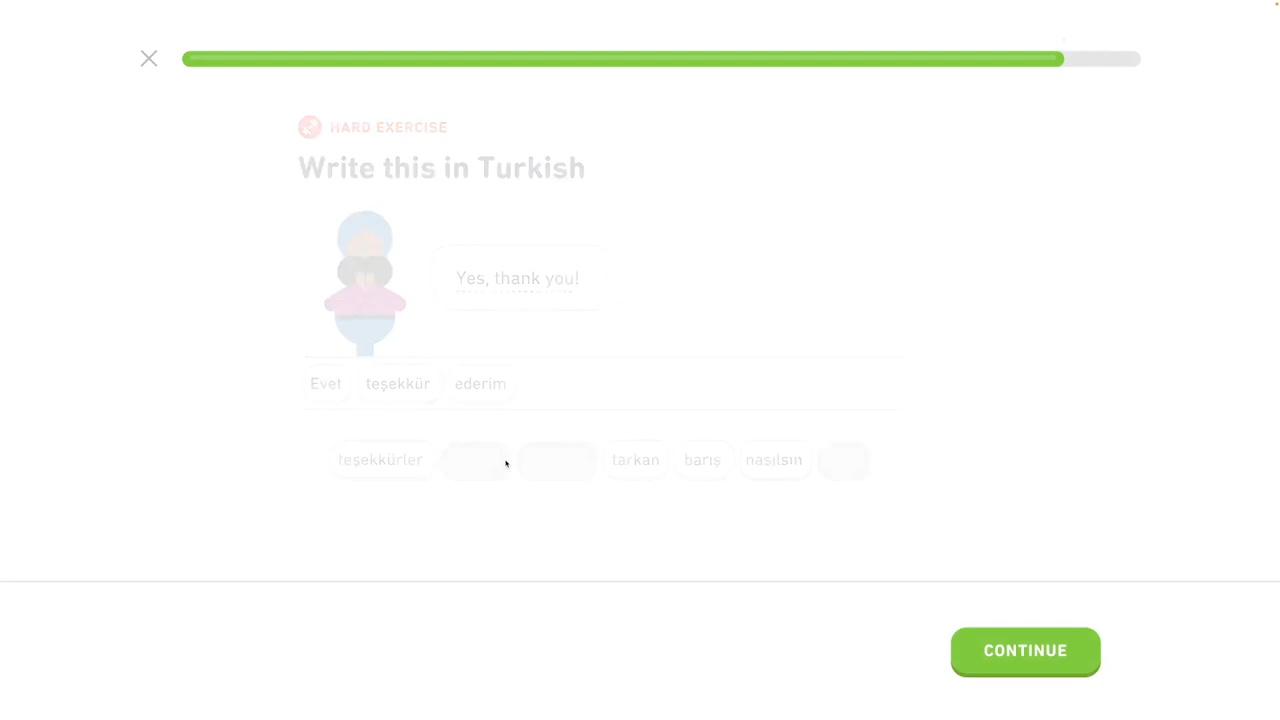 HARD EXERCISE
Write this in Turkish
Yes, thank you!
Evet teşekkür ederim
teşekkürler tarkan barış nasılsın
CONTINUE